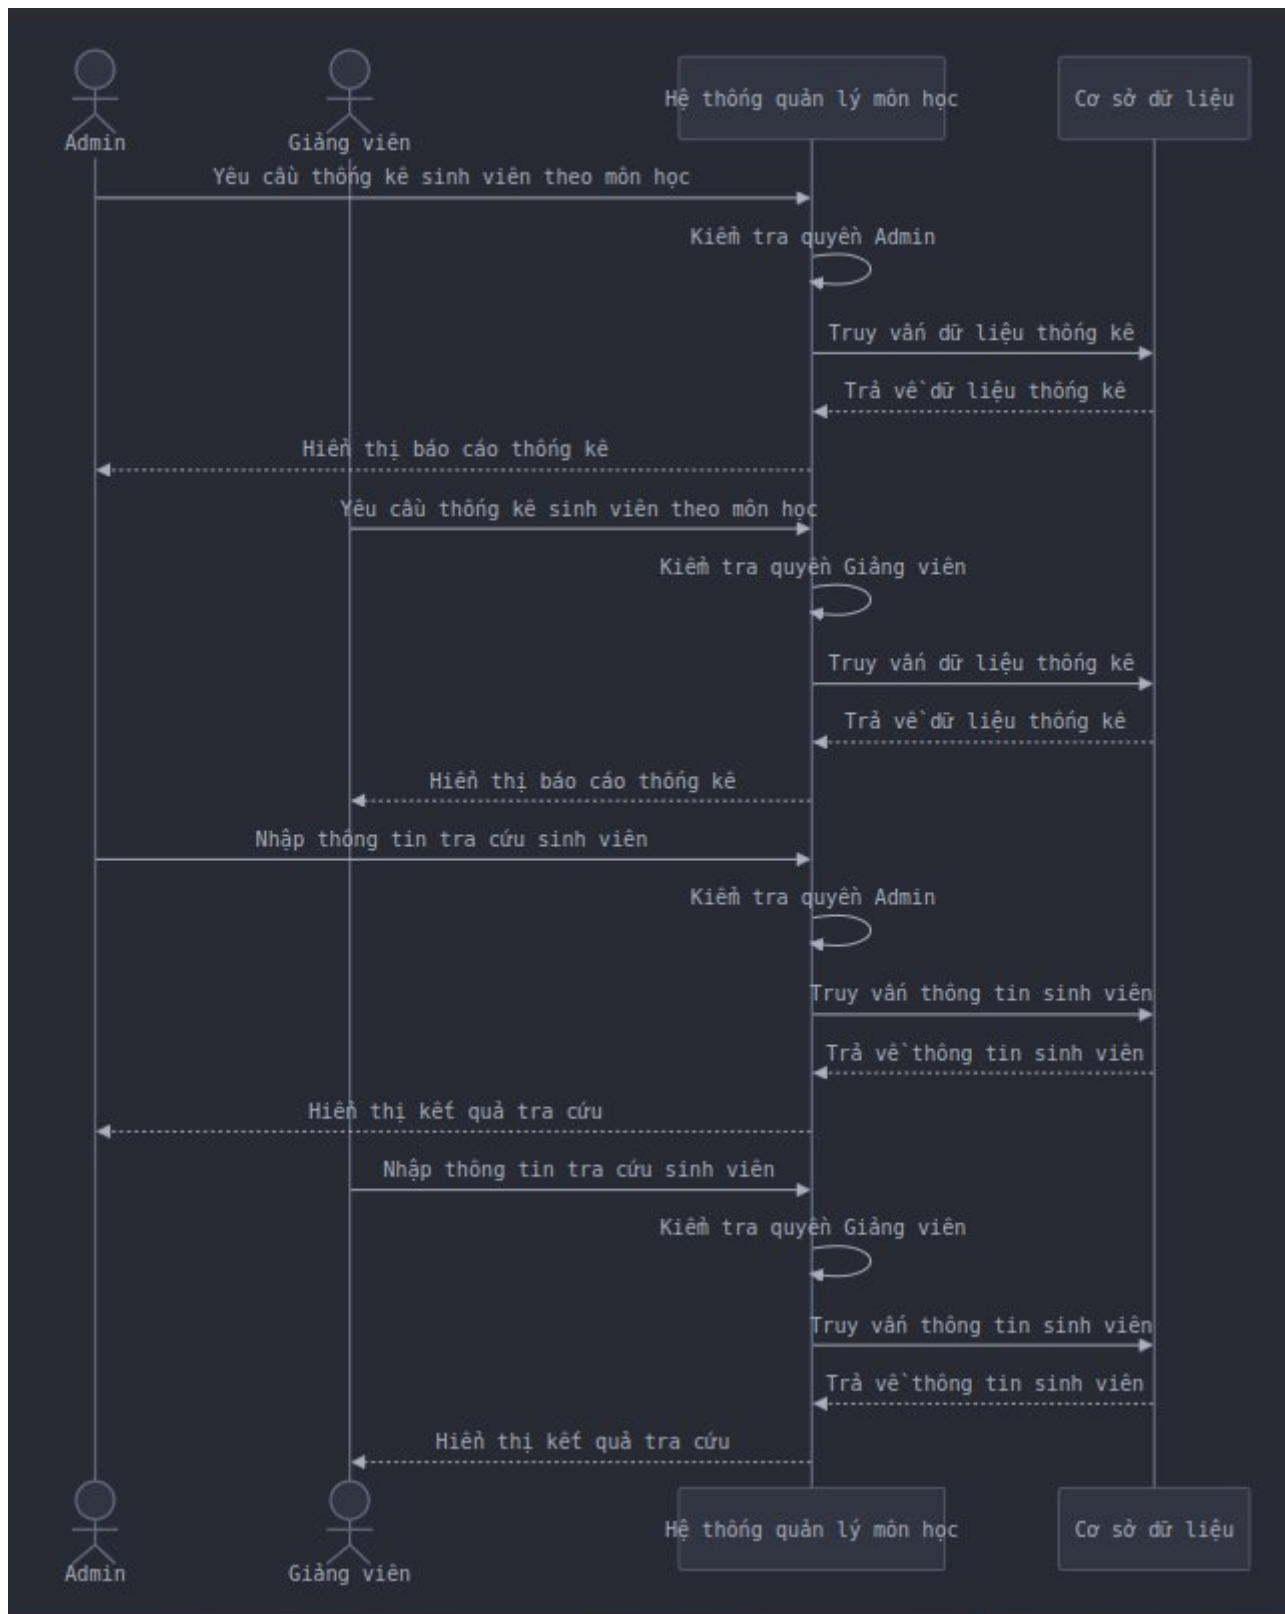 Admin
Giảng viên
Hệ thống quản lý môn học
Cơ sở dữ liệu
Yêu cầu thống kê sinh viên theo môn học
Kiểm tra quyền Admin
Truy vấn dữ liệu thống kê
Trả về dữ liệu thống kê
Hiển thị báo cáo thống kê
Yêu cầu thống kê sinh viên theo môn học
Kiểm tra quyền Giảng viên
Truy vấn dữ liệu thống kê
Trả về dữ liệu thống kê
Hiển thị báo cáo thống kê
Nhập thông tin tra cứu sinh viên
Kiểm tra quyền Admin
Truy vấn thông tin sinh viên
Trả về thông tin sinh viên
Hiển thị kết quả tra cứu
Nhập thông tin tra cứu sinh viên
Kiểm tra quyền Giảng viên
Truy vấn thông tin sinh viên
Trả về thông tin sinh viên
Hiển thị kết quả tra cứu
Admin
Giảng viên
Hệ thống quản lý môn học
Cơ sở dữ liệu